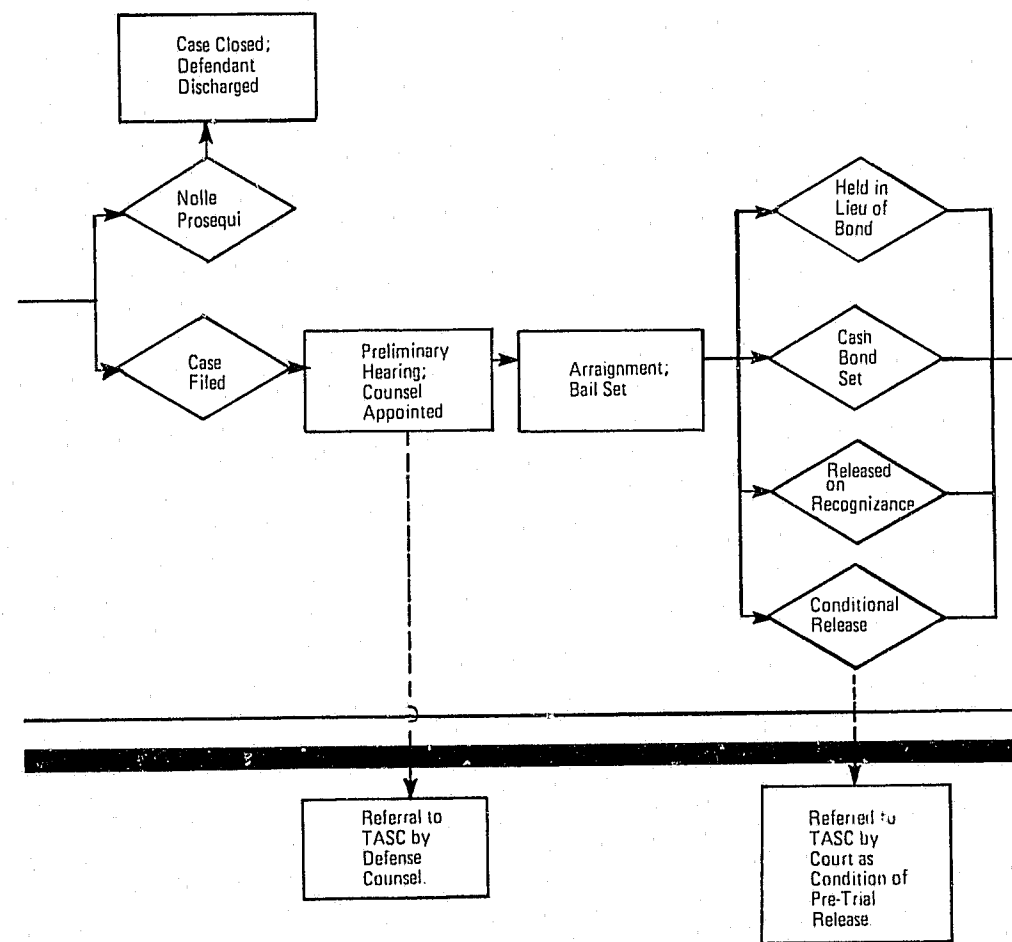 Case Closed;
Defendant
Discharged
Nolle
Prosequi
Held in
Lieu of
Bond
Case
Filed
Preliminary
Hearing;
Counsel
Appointed
Arraignment;
Bail Set
Cash
Bond
Set
Released
on
Recognizance
Conditional
Release
Referral to
TASC by
Defense
Counsel.
Referred to
TASC by
Court as
Condition of
Pre-Trial
Release